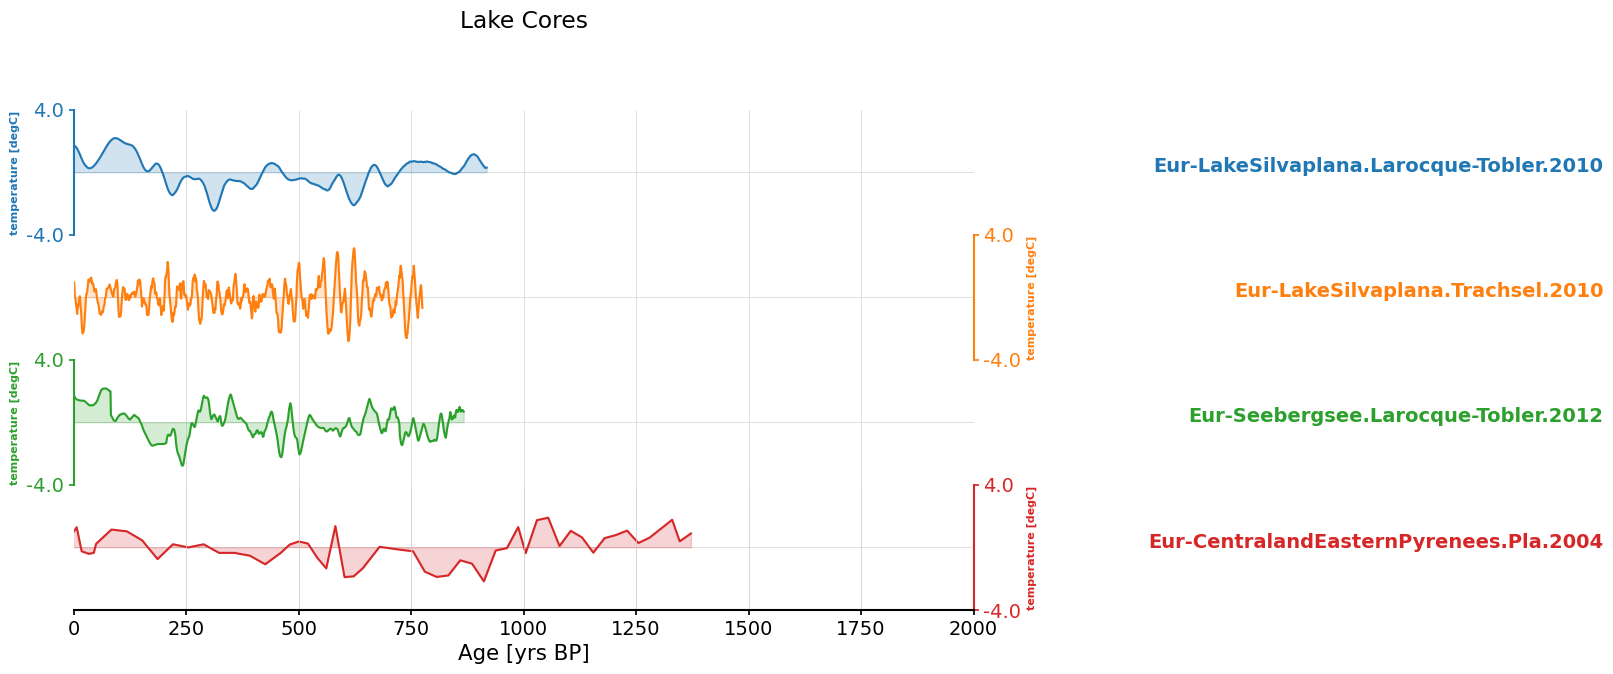 Lake Cores
4.0
temperature [degC]
-4.0
Eur-LakeSilvaplana.Larocque-Tobler.2010
4.0
temperature [degC]
-4.0
Eur-LakeSilvaplana.Trachsel.2010
4.0
temperature [degC]
-4.0
Eur-Seebergsee.Larocque-Tobler.2012
4.0
temperature [degC]
-4.0
Eur-CentralandEasternPyrenees.Pla.2004
0 250 500 750 1000 1250 1500 1750 2000
Age [yrs BP]